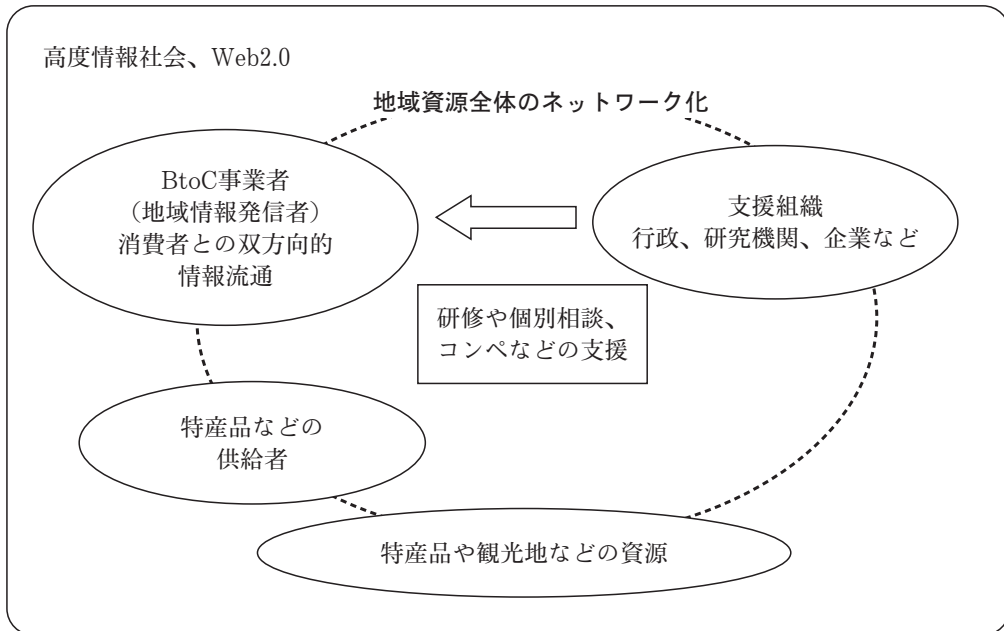 高度情報社会、Web2.0
地域資源全体のネットワーク化
BtoC事業者
（地域情報発信者）
消費者との双方向的
情報流通
支援組織
行政、研究機関、企業など
研修や個別相談、
コンペなどの支援
特産品などの
供給者
特産品や観光地などの資源